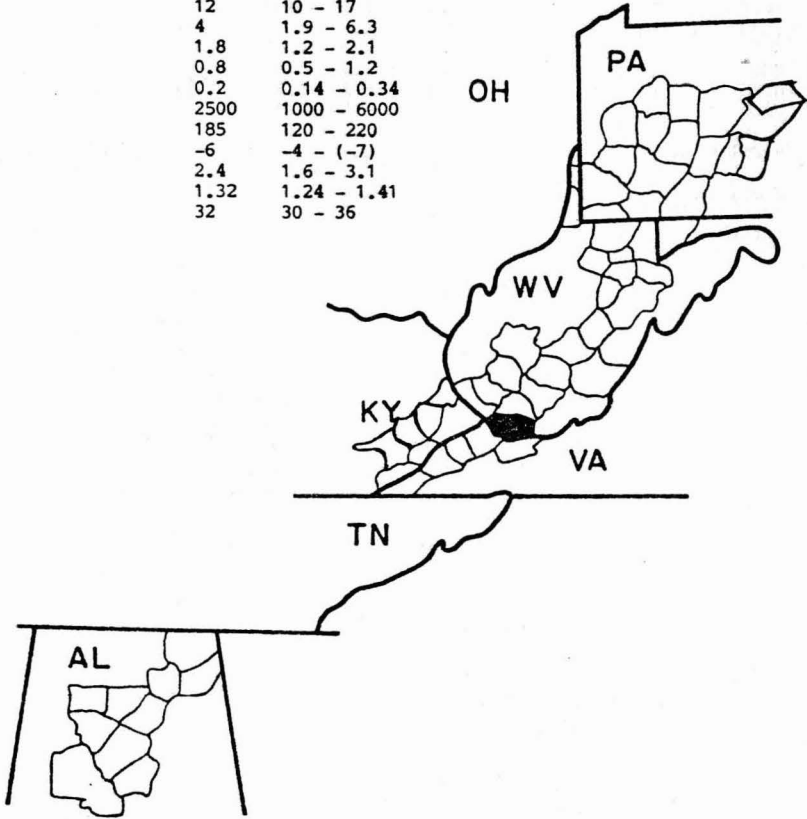 12 10 - 17
4 1.9 - 6.3
1.8 1.2 - 2.1
0.8 0.5 - 1.2
0.2 0.14 - 0.34
2500 1000 - 6000
185 120 - 220
-6 -4 - (-7)
2.4 1.6 - 3.1
1.32 1.24 - 1.41
32 30 - 36
OH
PA
WV
KY
VA
TN
AL